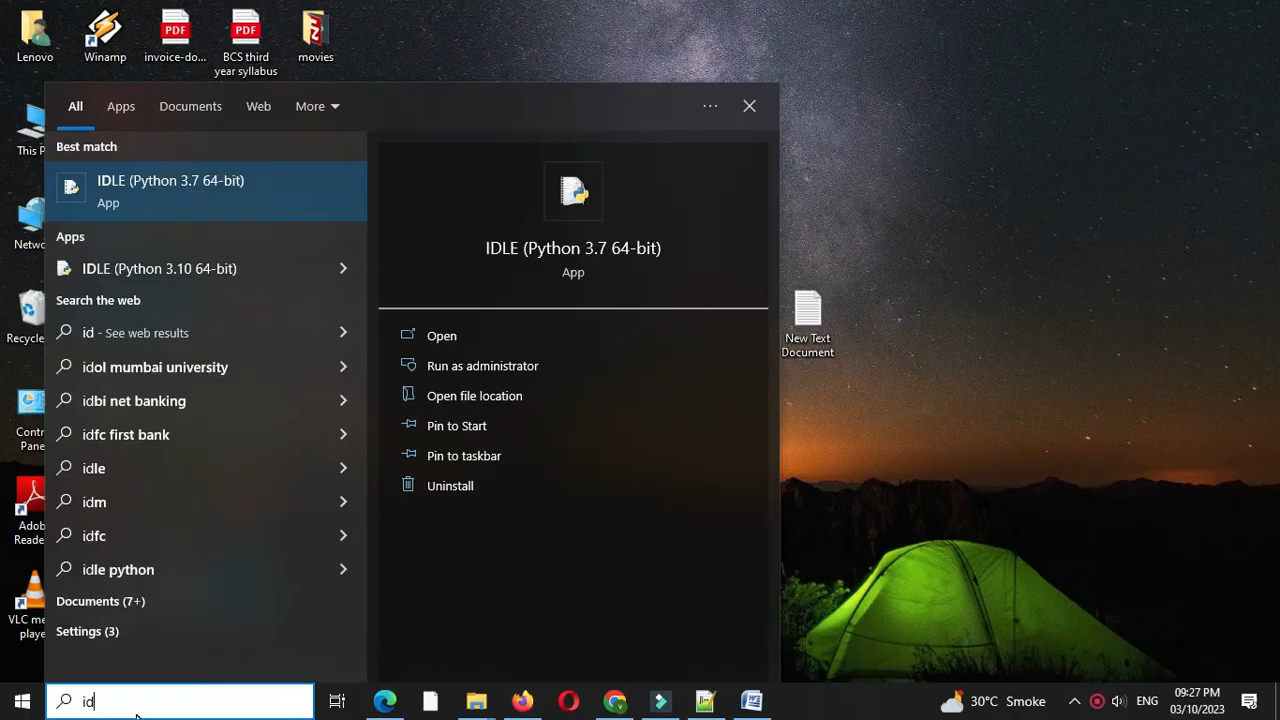 Lenovo
Winamp
PDF
invoice-do...
PDF
BCS third
year syllabus
movies
All
Apps
Documents
Web
More
Best match
IDLE (Python 3.7 64-bit)
App
Apps
IDLE (Python 3.10 64-bit)
Search the web
id - See web results
idol mumbai university
idbi net banking
idfc first bank
idle
idm
idfc
idle python
Documents (7+)
Settings (3)
IDLE (Python 3.7 64-bit)
App
Open
Run as administrator
Open file location
Pin to Start
Pin to taskbar
Uninstall
This P
Netwo
Recycle
Contr
Pane
Ado
Reade
VLC me
playe
New Text
Document
id
30°C Smoke
ENG
09:27 PM
03/10/2023